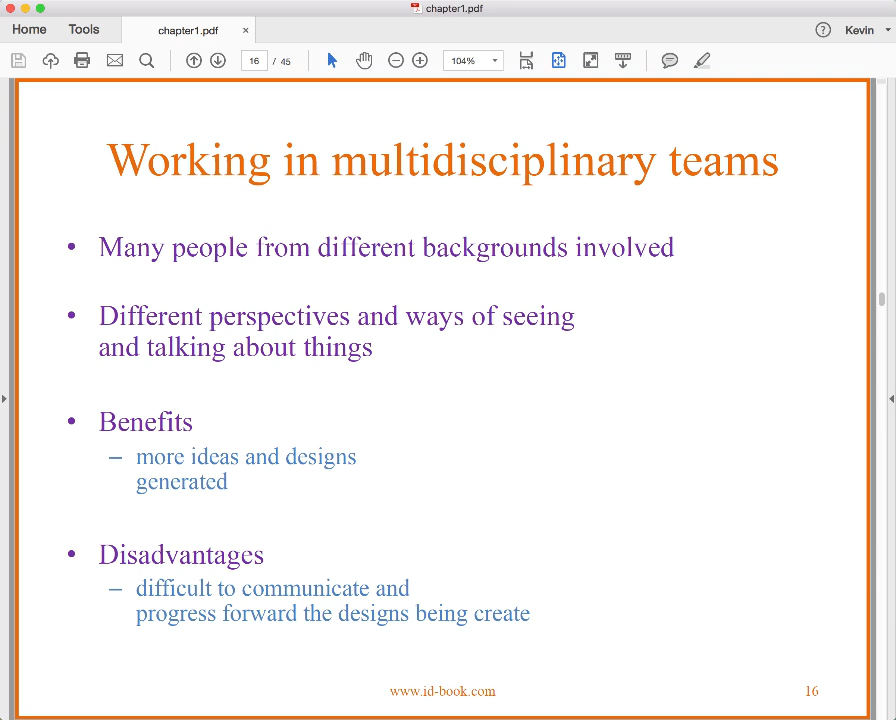 chapter1.pdf
Home
Tools
chapter1.pdf
×
?
Kevin
16 / 45
104%
Working in multidisciplinary teams
• Many people from different backgrounds involved
• Different perspectives and ways of seeing
and talking about things
• Benefits
– more ideas and designs
generated
• Disadvantages
– difficult to communicate and
progress forward the designs being create
www.id-book.com
16